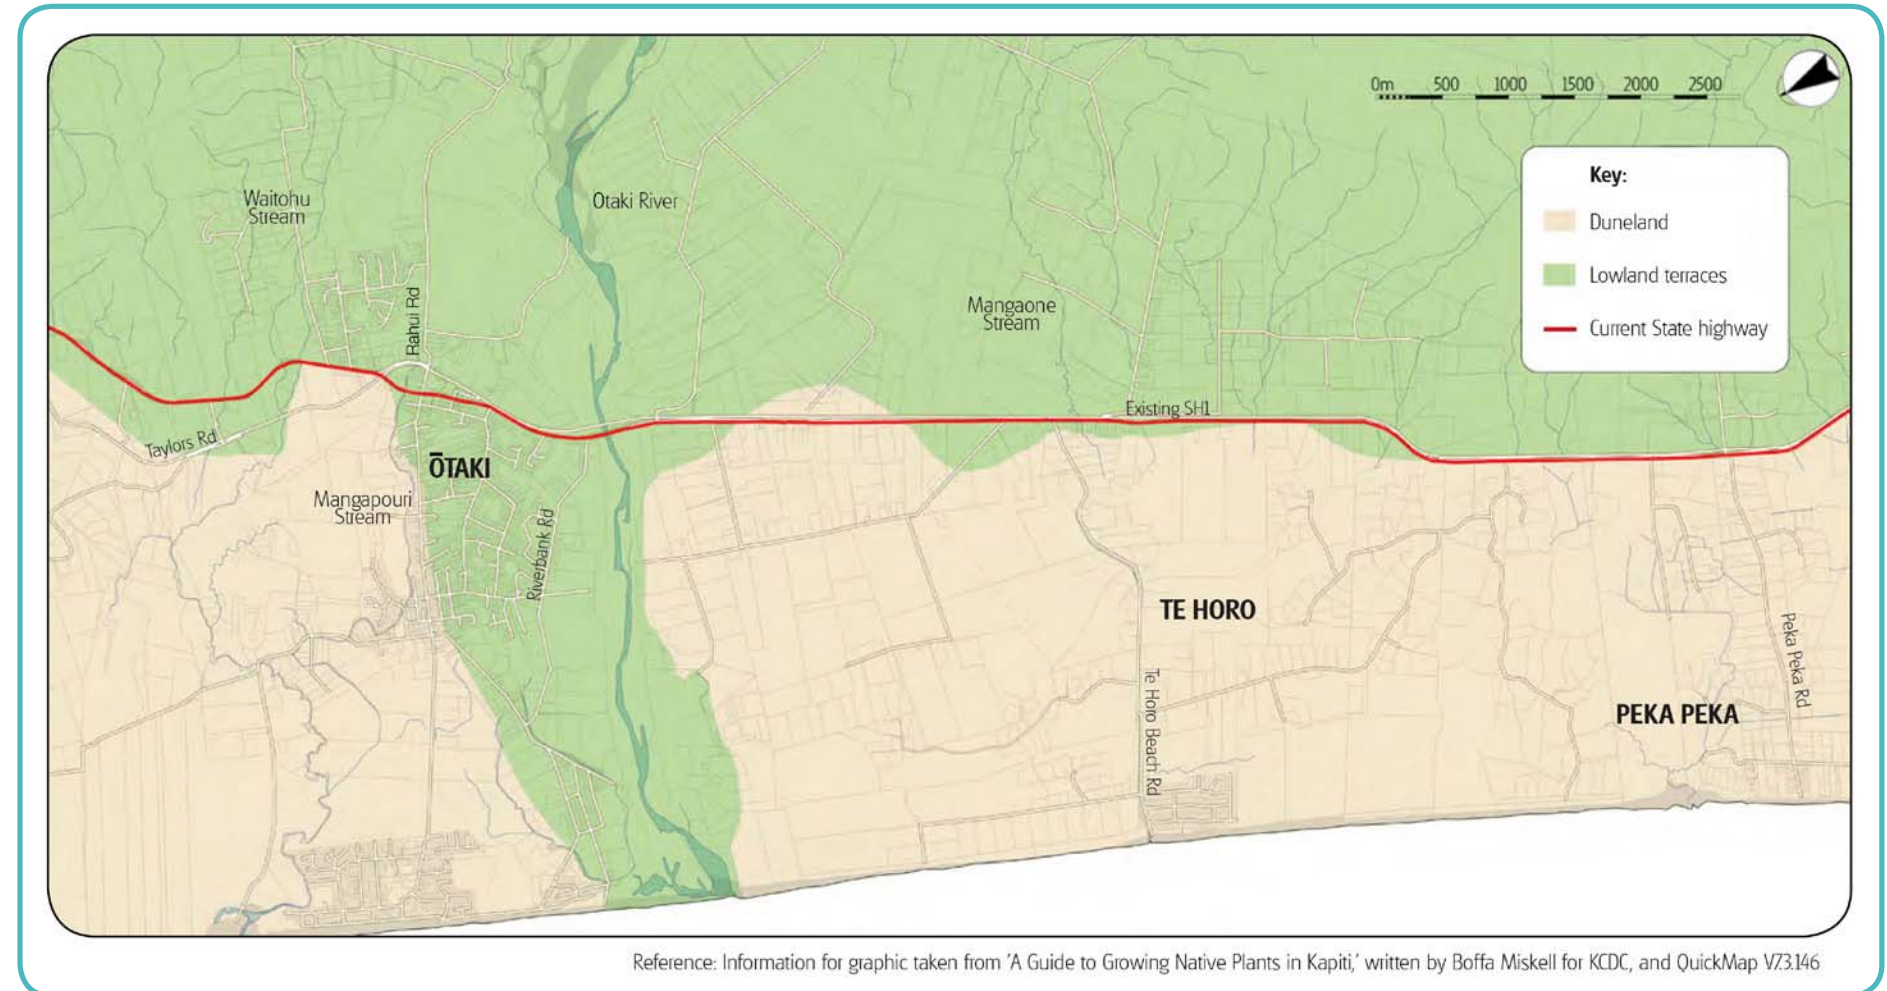 0m 500 1000 1500 2000 2500
Key:
Duneland
Lowland terraces
Current State highway
Waitohu
Stream
Otaki River
Rahui Rd
Mangaone
Stream
Existing SH1
Taylors Rd
ŌTAKI
Mangapouri
Stream
Riverbank Rd
TE HORO
Te Horo Beach Rd
Peka Peka Rd
PEKA PEKA
Reference: Information for graphic taken from 'A Guide to Growing Native Plants in Kapiti,' written by Boffa Miskell for KCDC, and QuickMap V7.3.146